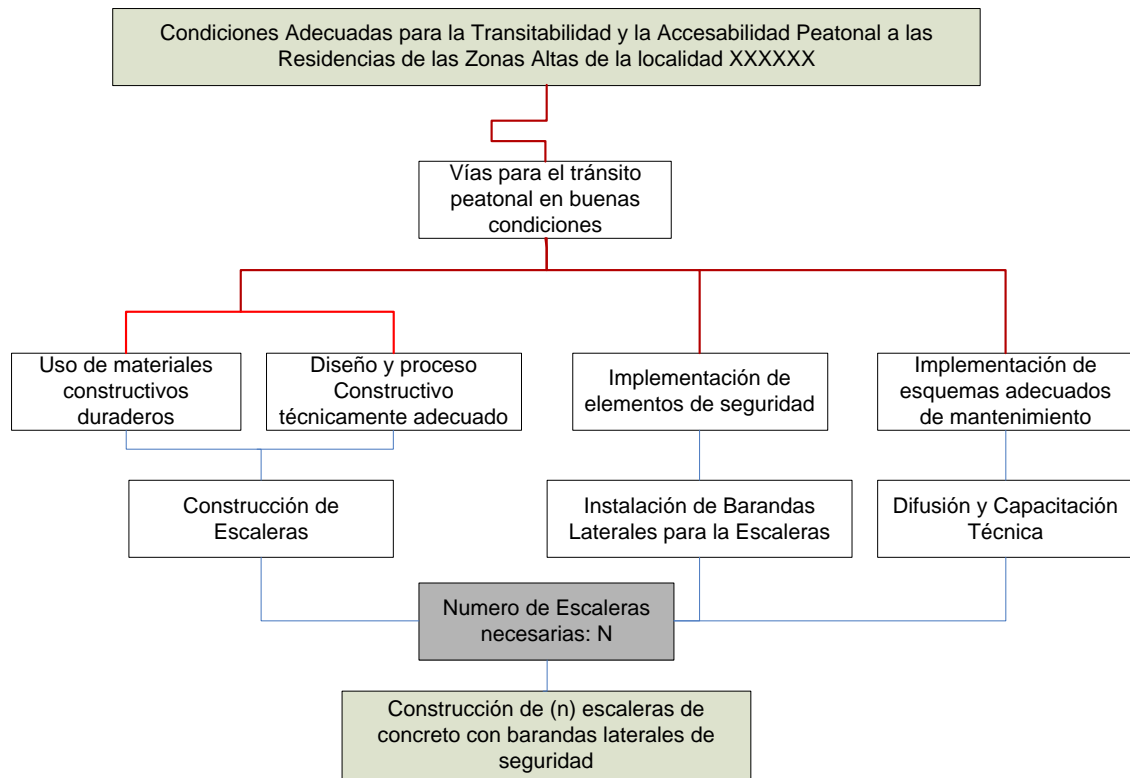 Condiciones Adecuadas para la Transitabilidad y la Accesabilidad Peatonal a las
Residencias de las Zonas Altas de la localidad XXXXXX
Vías para el tránsito
peatonal en buenas
condiciones
Uso de materiales
constructivos
duraderos
Diseño y proceso
Constructivo
técnicamente adecuado
Implementación de
elementos de seguridad
Implementación de
esquemas adecuados
de mantenimiento
Construcción de
Escaleras
Instalación de Barandas
Laterales para la Escaleras
Difusión y Capacitación
Técnica
Numero de Escaleras
necesarias: N
Construcción de (n) escaleras de
concreto con barandas laterales de
seguridad